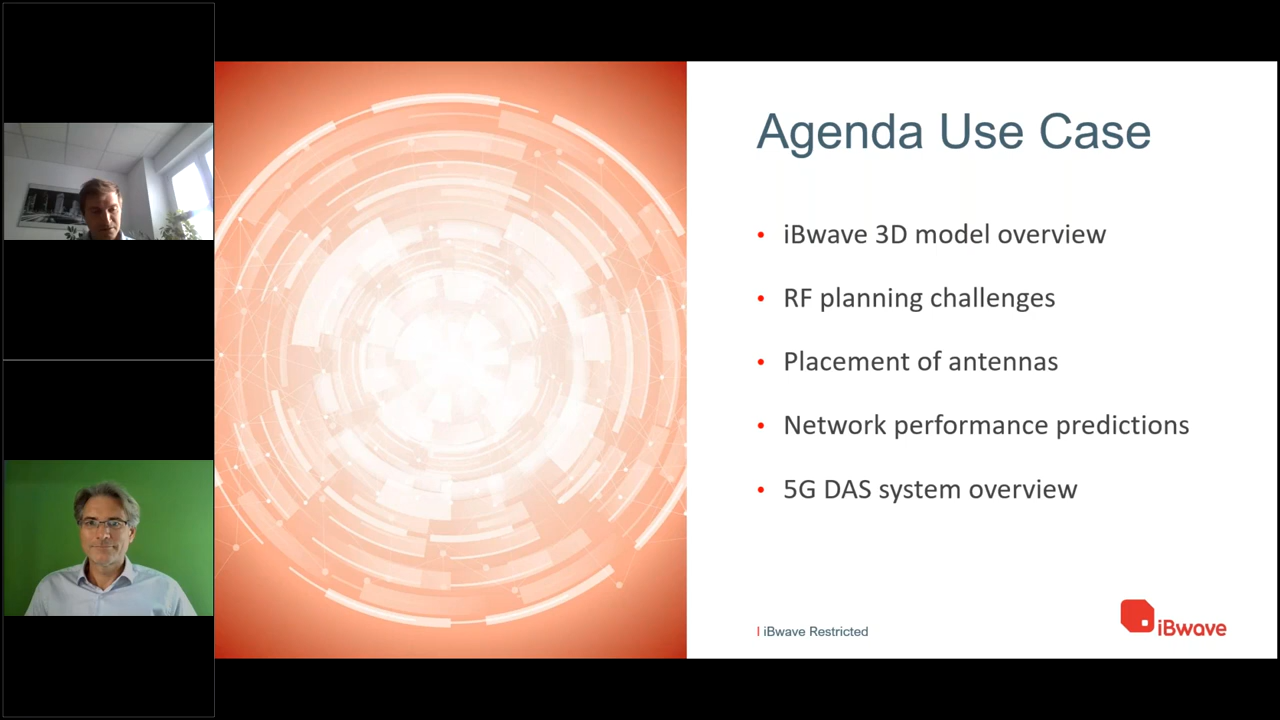 Agenda Use Case
• iBwave 3D model overview
• RF planning challenges
• Placement of antennas
• Network performance predictions
• 5G DAS system overview
| iBwave Restricted
iBwave